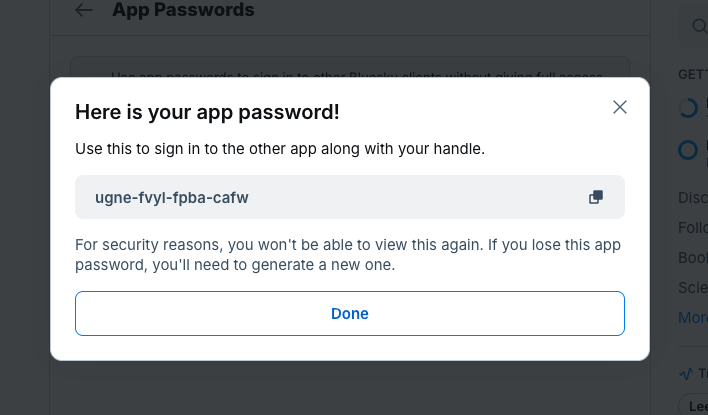 App Passwords
Use app passwords to sign in to other Bluesky clients without giving full access
Here is your app password!
Use this to sign in to the other app along with your handle.
ugne-fvyl-fpba-cafw
For security reasons, you won't be able to view this again. If you lose this app
password, you'll need to generate a new one.
Done
GET
Disc
Follo
Boo
Scie
More
T
Lee